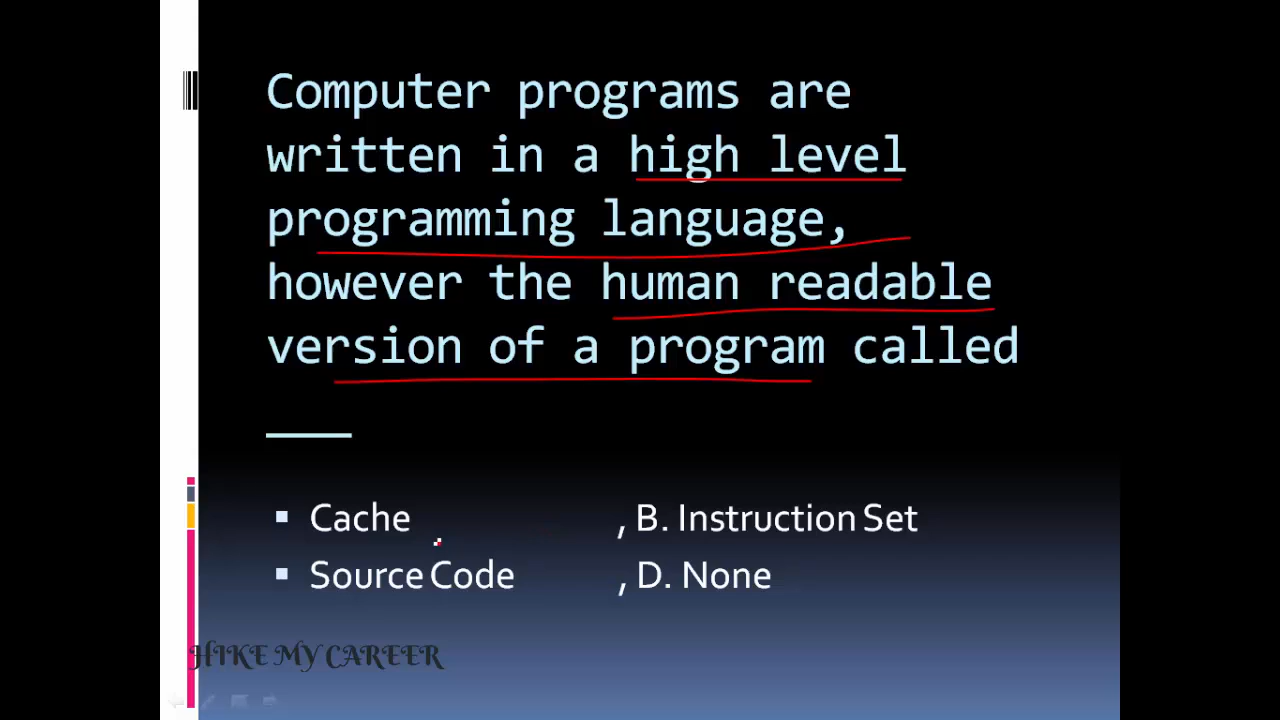 Computer programs are
written in a high level
programming language,
however the human readable
version of a program called
___
▪ Cache , B. Instruction Set
▪ Source Code , D. None
HIKE MY CAREER